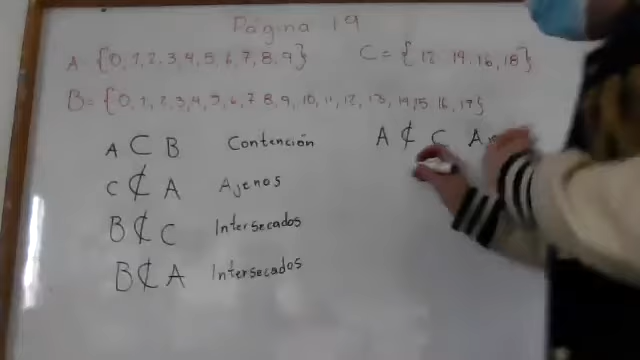 Página 19
A {0,1,2,3,4,5,6,7,8,9}
C = {12 14,16,18}
B = {0,1,2,3,4,5,6,7 8,9,10,11,12,13,14,15,16,17}
A ⊂ B Contención
A ⊄ C
C ⊄ A Ajenos
B ⊄ C Intersecados
B ⊄ A Intersecados